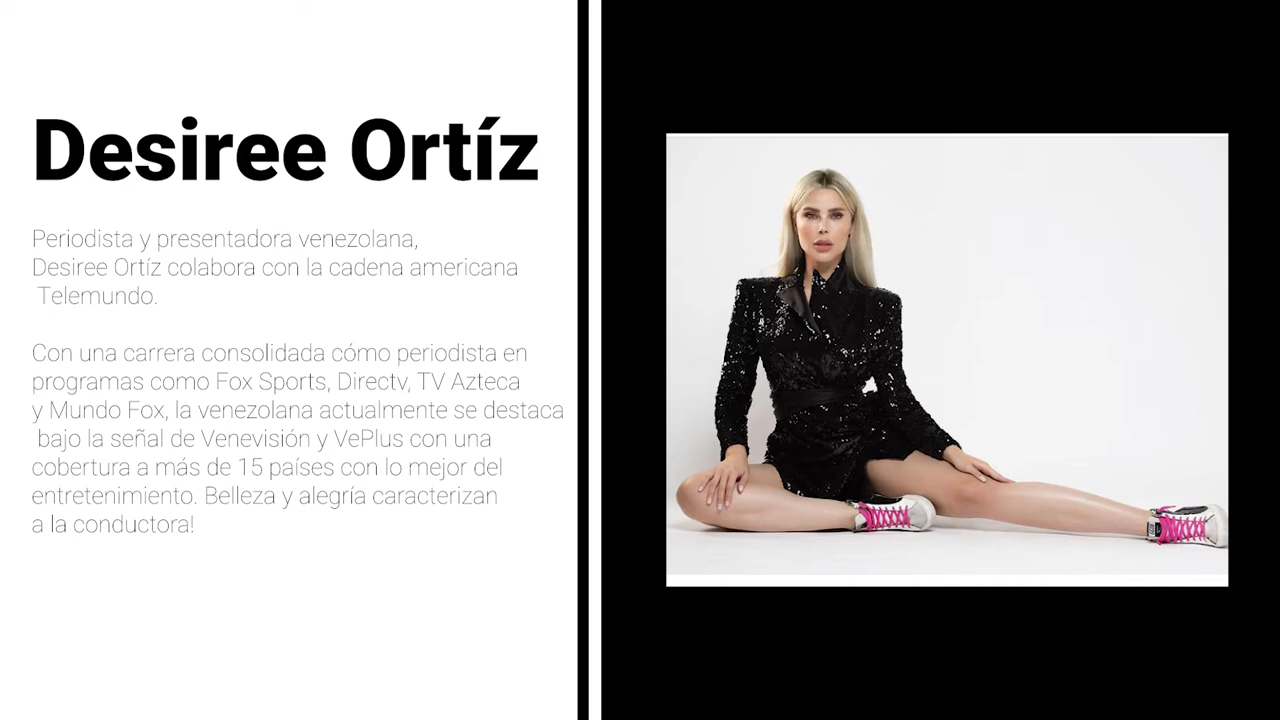 Desiree Ortíz
Periodista y presentadora venezolana,
Desiree Ortíz colabora con la cadena americana
Telemundo.
Con una carrera consolidada cómo periodista en
programas como Fox Sports, Directv, TV Azteca
y Mundo Fox, la venezolana actualmente se destaca
bajo la señal de Venevisión y VePlus con una
cobertura a más de 15 países con lo mejor del
entretenimiento. Belleza y alegría caracterizan
a la conductora!